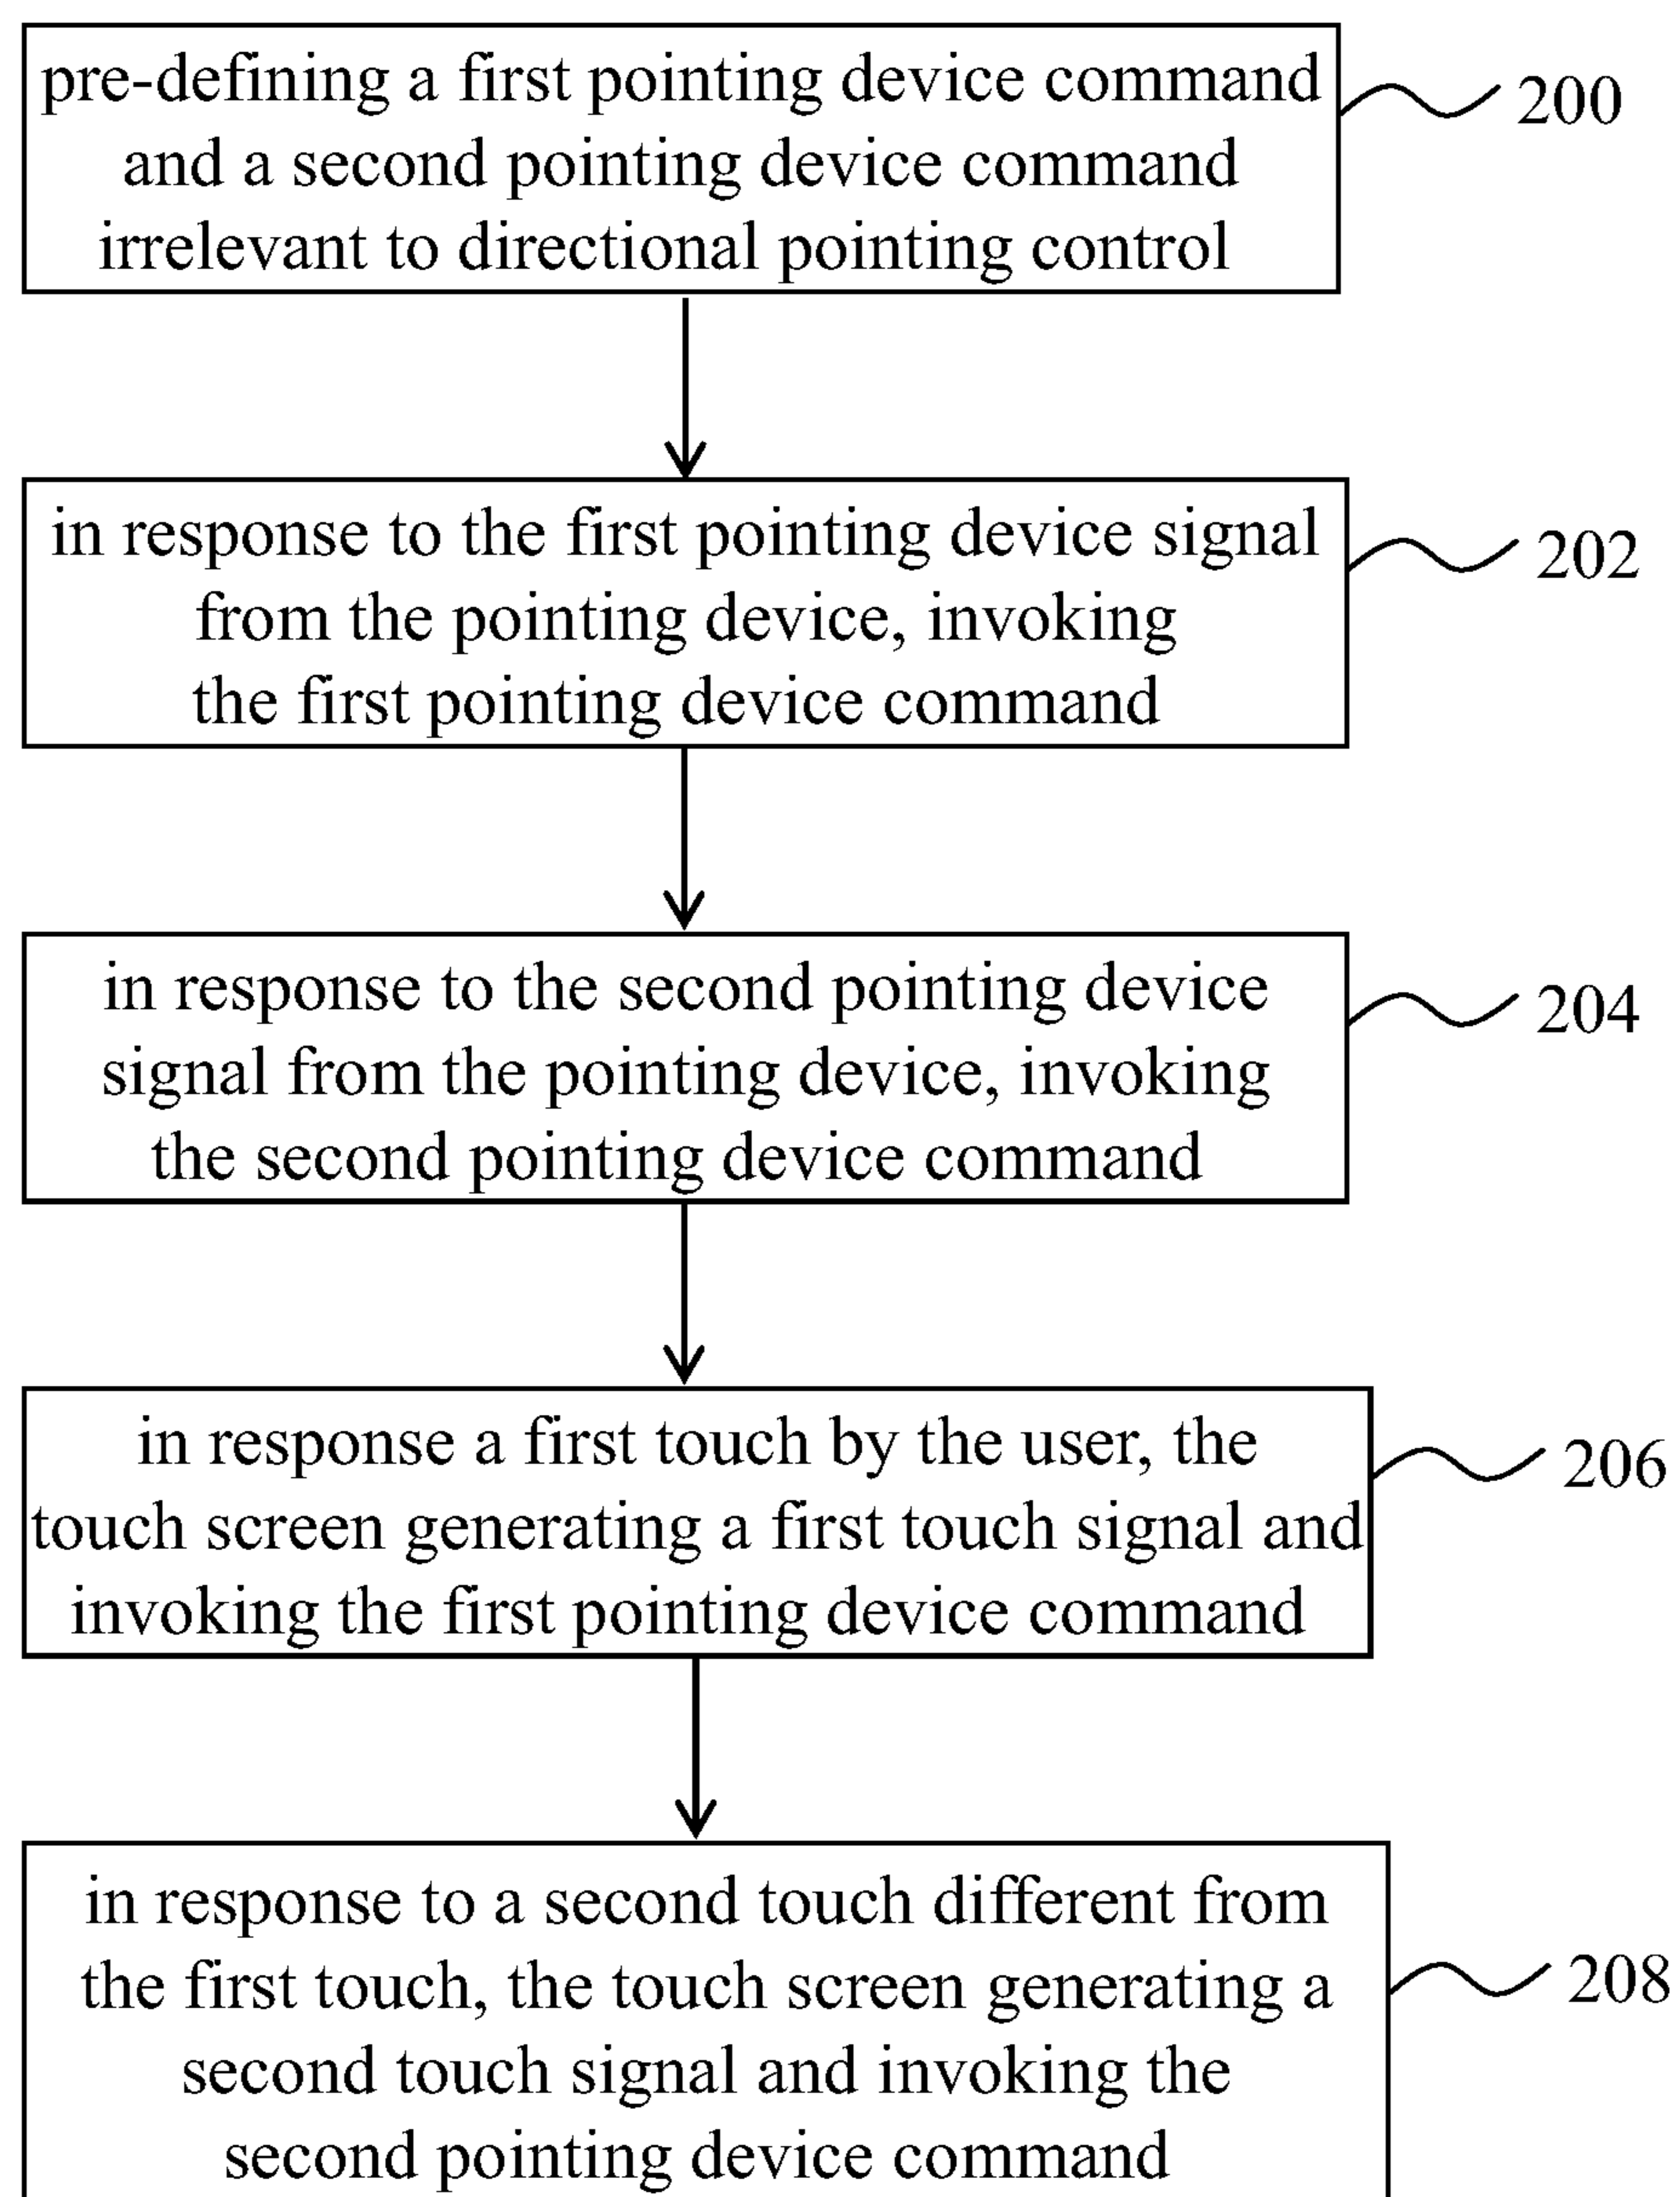 pre-defining a first pointing device command
and a second pointing device command
irrelevant to directional pointing control
200
in response to the first pointing device signal
from the pointing device, invoking
the first pointing device command
202
in response to the second pointing device
signal from the pointing device, invoking
the second pointing device command
204
in response a first touch by the user, the
touch screen generating a first touch signal and
invoking the first pointing device command
206
in response to a second touch different from
the first touch, the touch screen generating a
second touch signal and invoking the
second pointing device command
208